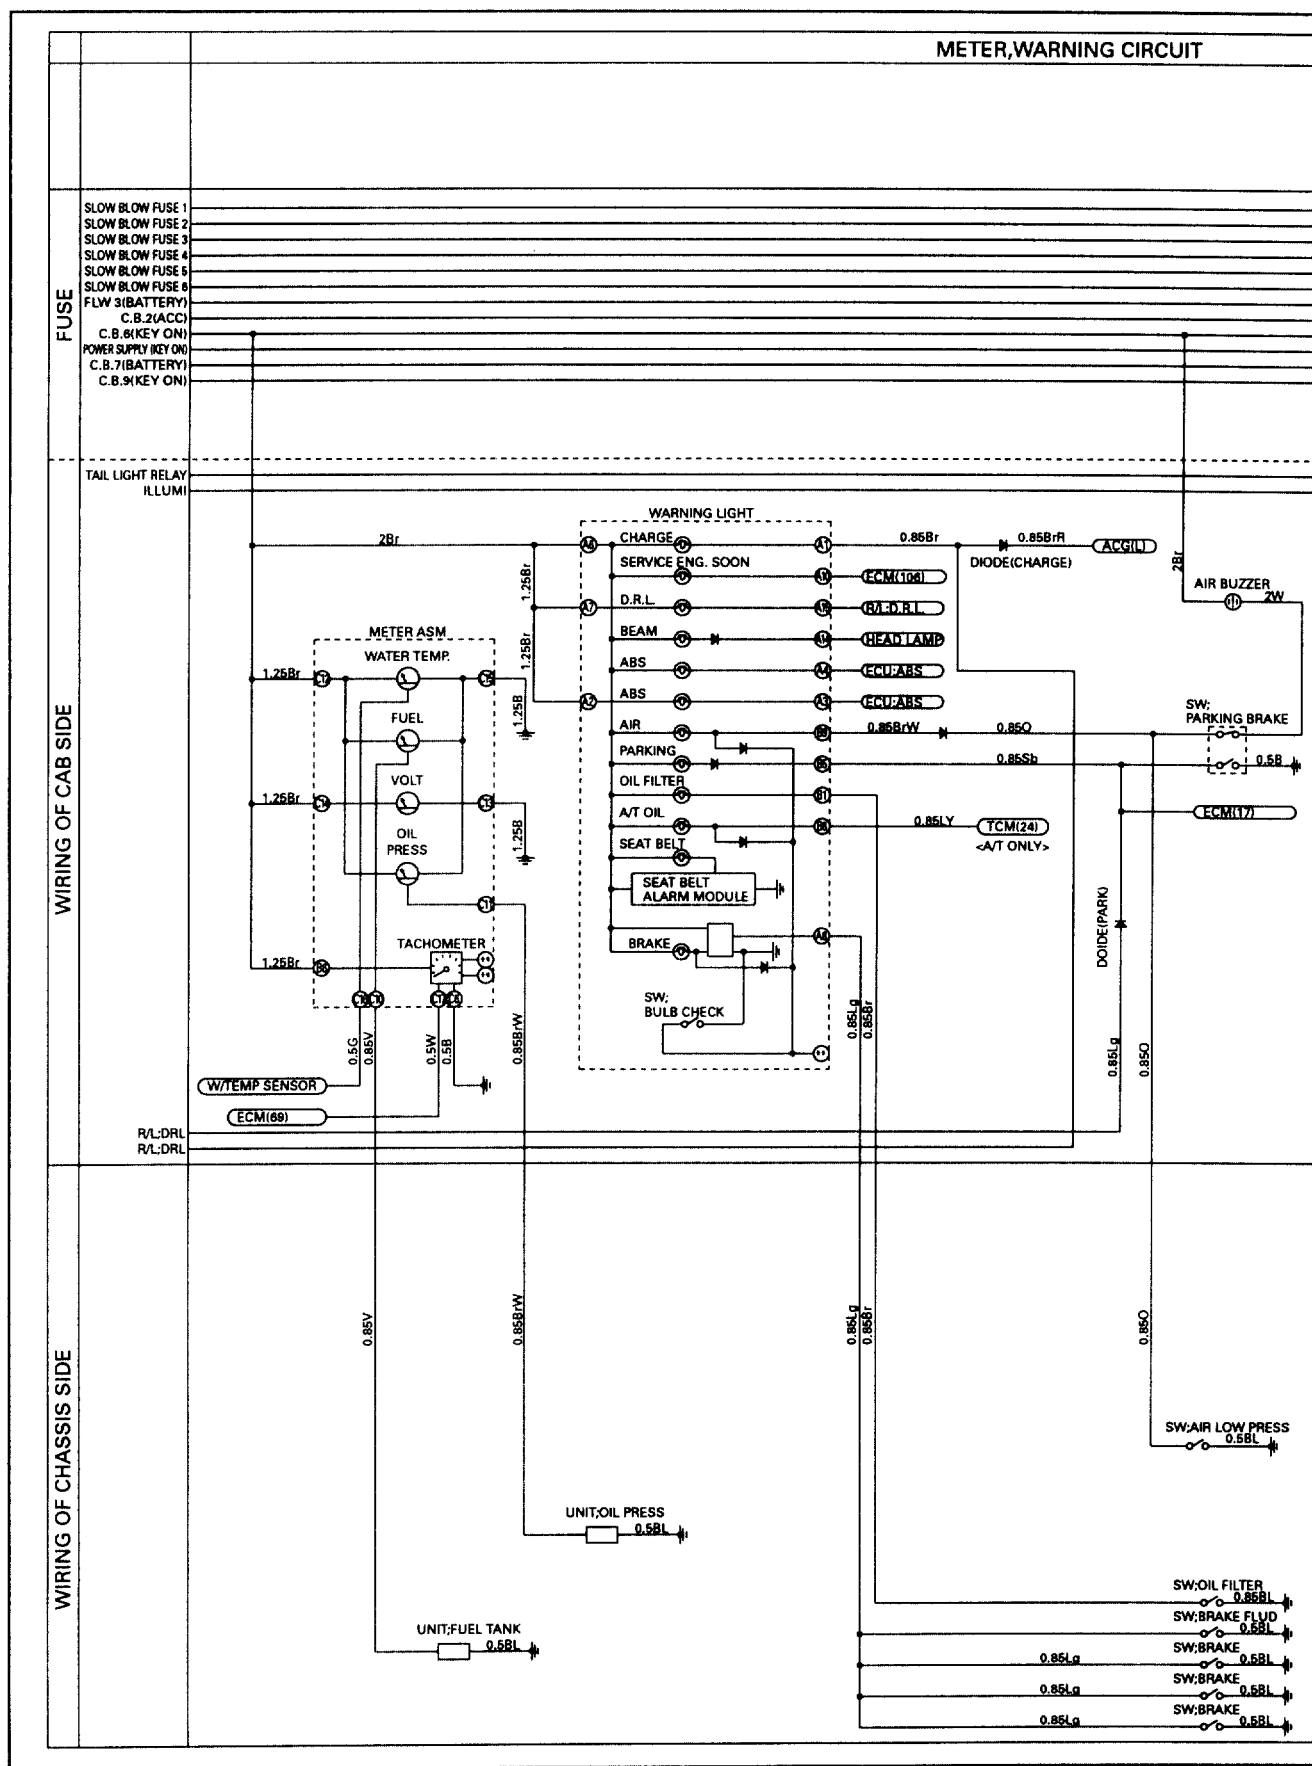 METER,WARNING CIRCUIT
FUSE
SLOW BLOW FUSE 1
SLOW BLOW FUSE 2
SLOW BLOW FUSE 3
SLOW BLOW FUSE 4
SLOW BLOW FUSE 5
SLOW BLOW FUSE 6
FLW 3(BATTERY)
C.B.2(ACC)
C.B.6(KEY ON)
POWER SUPPLY (KEY ON)
C.B.7(BATTERY)
C.B.9(KEY ON)
TAIL LIGHT RELAY
ILLUMI
WIRING OF CAB SIDE
WARNING LIGHT
2Br
A6
CHARGE
A1
0.85Br
0.85BrR
ACG(L)
DIODE(CHARGE)
1.25Br
SERVICE ENG. SOON
ECM(106)
2Br
AIR BUZZER
2W
A7
D.R.L.
R/L:D.R.L.
METER ASM
1.25Br
BEAM
HEAD LAMP
WATER TEMP.
1.25Br
ABS
A4
ECU:ABS
1.25B
FUEL
A2
ABS
A3
ECU:ABS
SW;
PARKING BRAKE
AIR
0.85BrW
0.85O
PARKING
B5
0.85Sb
0.5B
VOLT
1.25Br
C14
C13
OIL FILTER
B1
ECM(17)
1.25B
OIL
PRESS
A/T OIL
0.85LY
TCM(24)
<A/T ONLY>
SEAT BELT
SEAT BELT
ALARM MODULE
C11
DOIDE(PARK)
TACHOMETER
1.25Br
BRAKE
SW;
BULB CHECK
0.5G
0.85V
0.5W
0.5B
0.85BrW
0.85Lg
0.85Br
0.85Lg
0.85O
W/TEMP SENSOR
ECM(69)
R/L;DRL
R/L;DRL
WIRING OF CHASSIS SIDE
0.85V
0.85BrW
0.85Lg
0.85Br
0.85O
SW;AIR LOW PRESS
0.5BL
UNIT;OIL PRESS
0.5BL
SW;OIL FILTER
0.85BL
SW;BRAKE FLUD
0.5BL
UNIT;FUEL TANK
0.5BL
SW;BRAKE
0.85Lg
0.5BL
SW;BRAKE
0.85Lg
0.5BL
SW;BRAKE
0.85Lg
0.5BL